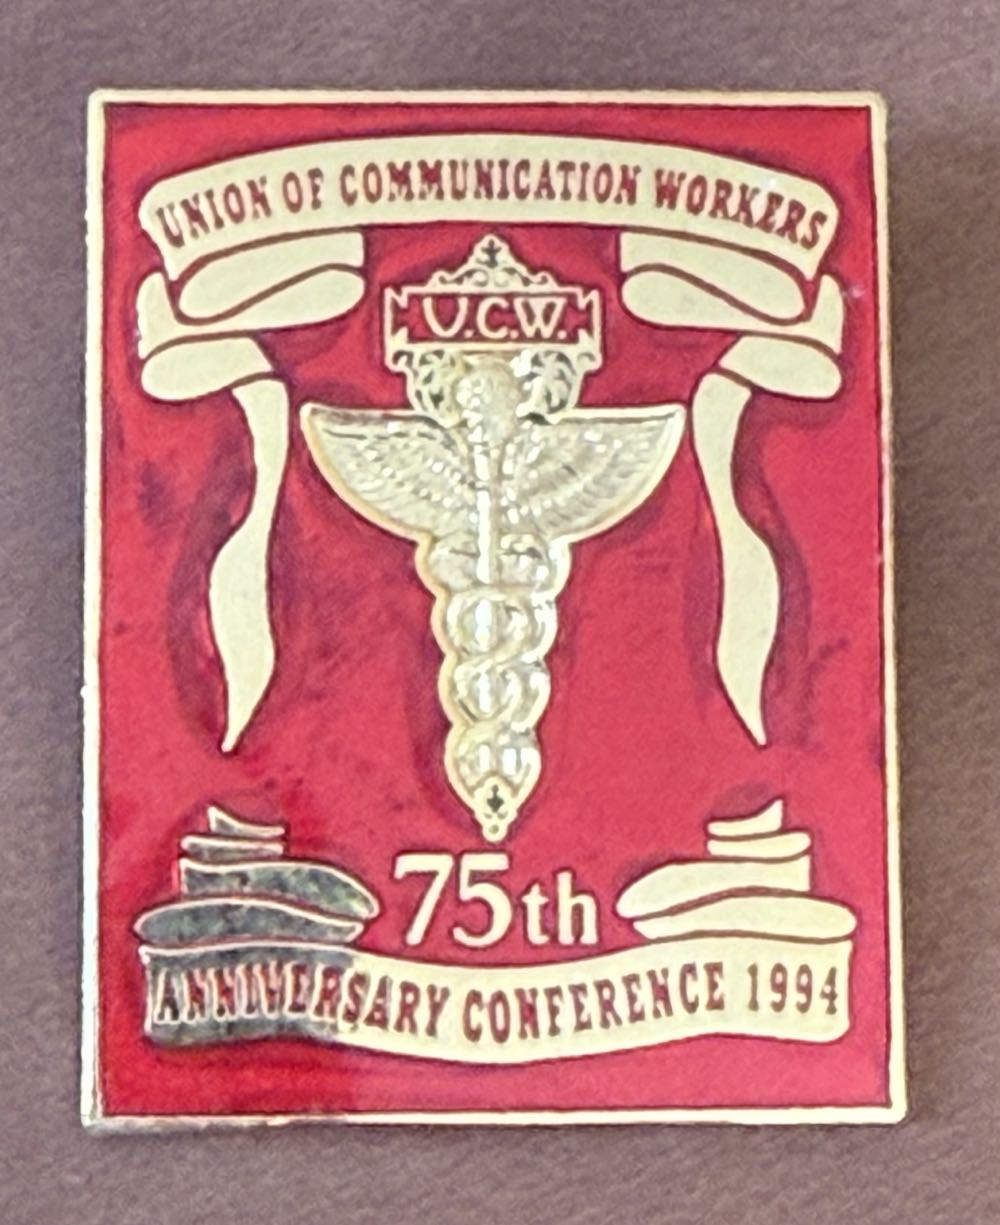 UNION OF COMMUNICATION WORKERS
U.C.W.
75th
ANNIVERSARY CONFERENCE 1994